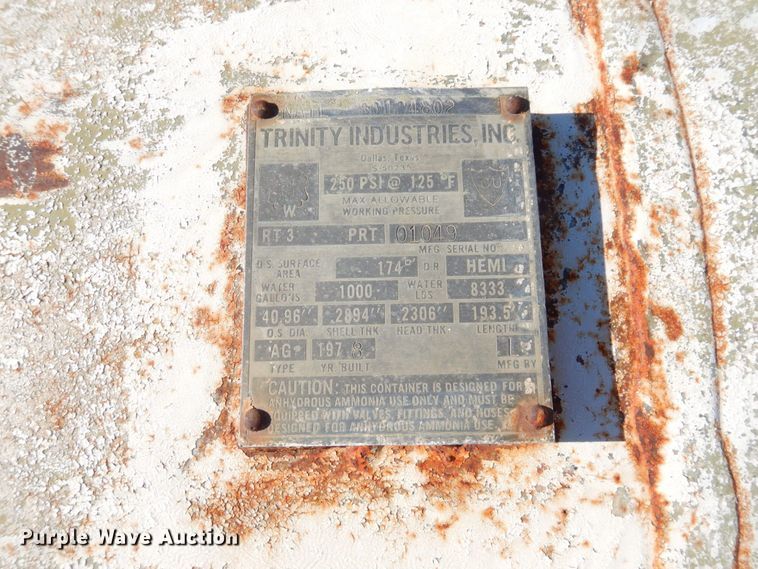 TRINITY INDUSTRIES, INC.
Dallas, Texas
250 PSI @ 125 °F
MAX ALLOWABLE
WORKING PRESSURE
W
U
RT 3 PRT 01049
MFG SERIAL NO.
O.S. SURFACE AREA 174 D.R. HEMI
WATER GALLONS 1000 WATER LBS 8333
40.96" .2894" .2306" 193.5"
O.S. DIA. SHELL THK. HEAD THK. LENGTH
AG 1978
TYPE YR. BUILT MFG BY
CAUTION: THIS CONTAINER IS DESIGNED FOR
ANHYDROUS AMMONIA USE ONLY AND MUST BE
EQUIPPED WITH VALVES, FITTINGS, AND HOSES
DESIGNED FOR ANHYDROUS AMMONIA USE.
Purple Wave Auction